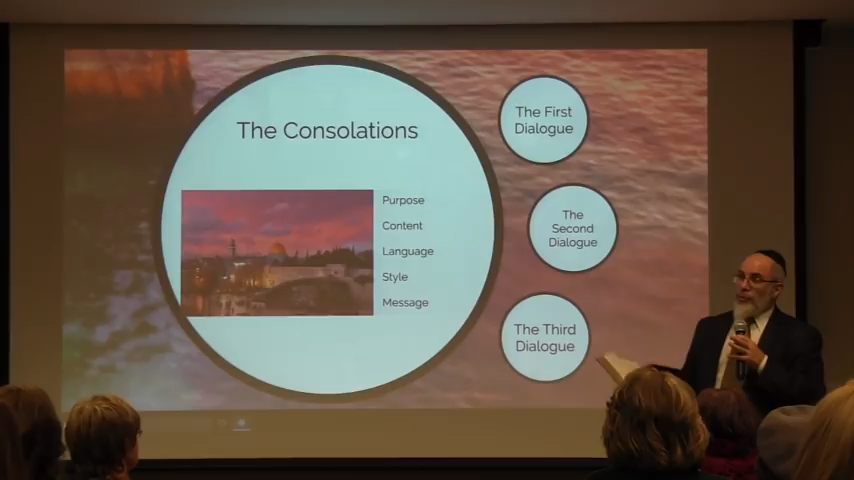 The Consolations
Purpose
Content
Language
Style
Message
The First
Dialogue
The
Second
Dialogue
The Third
Dialogue